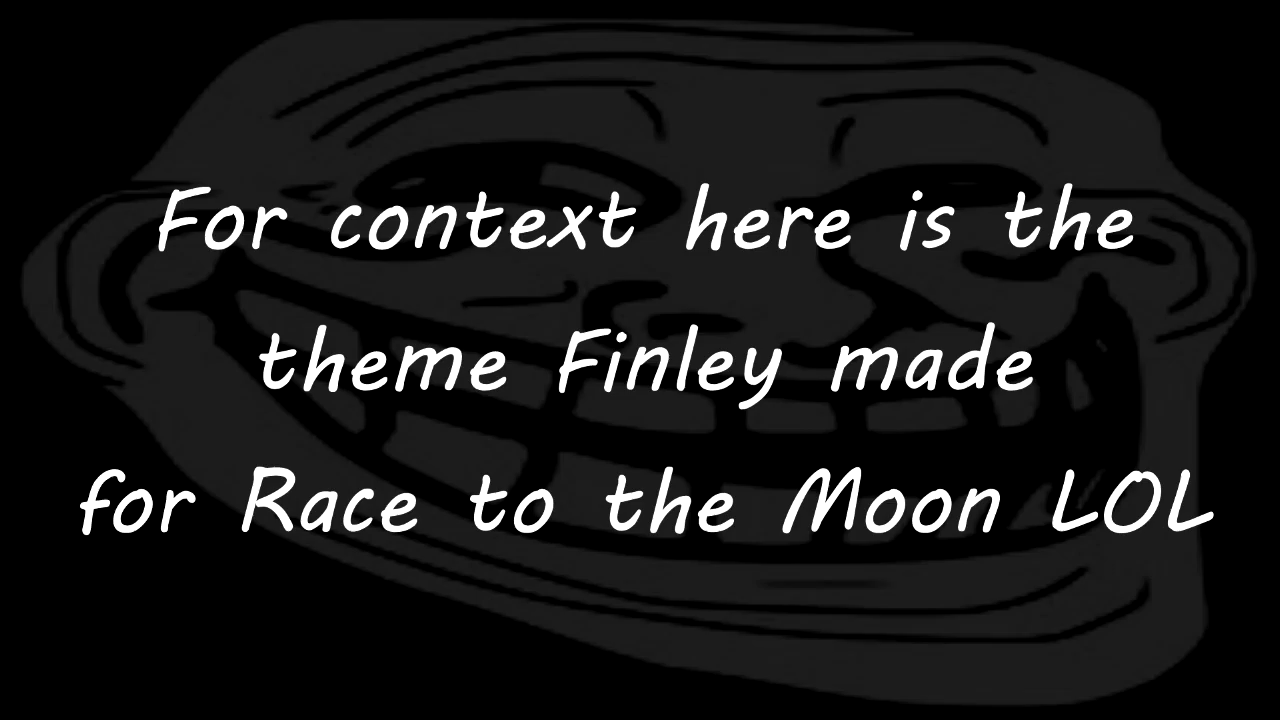 For context here is the
theme Finley made
for Race to the Moon LOL